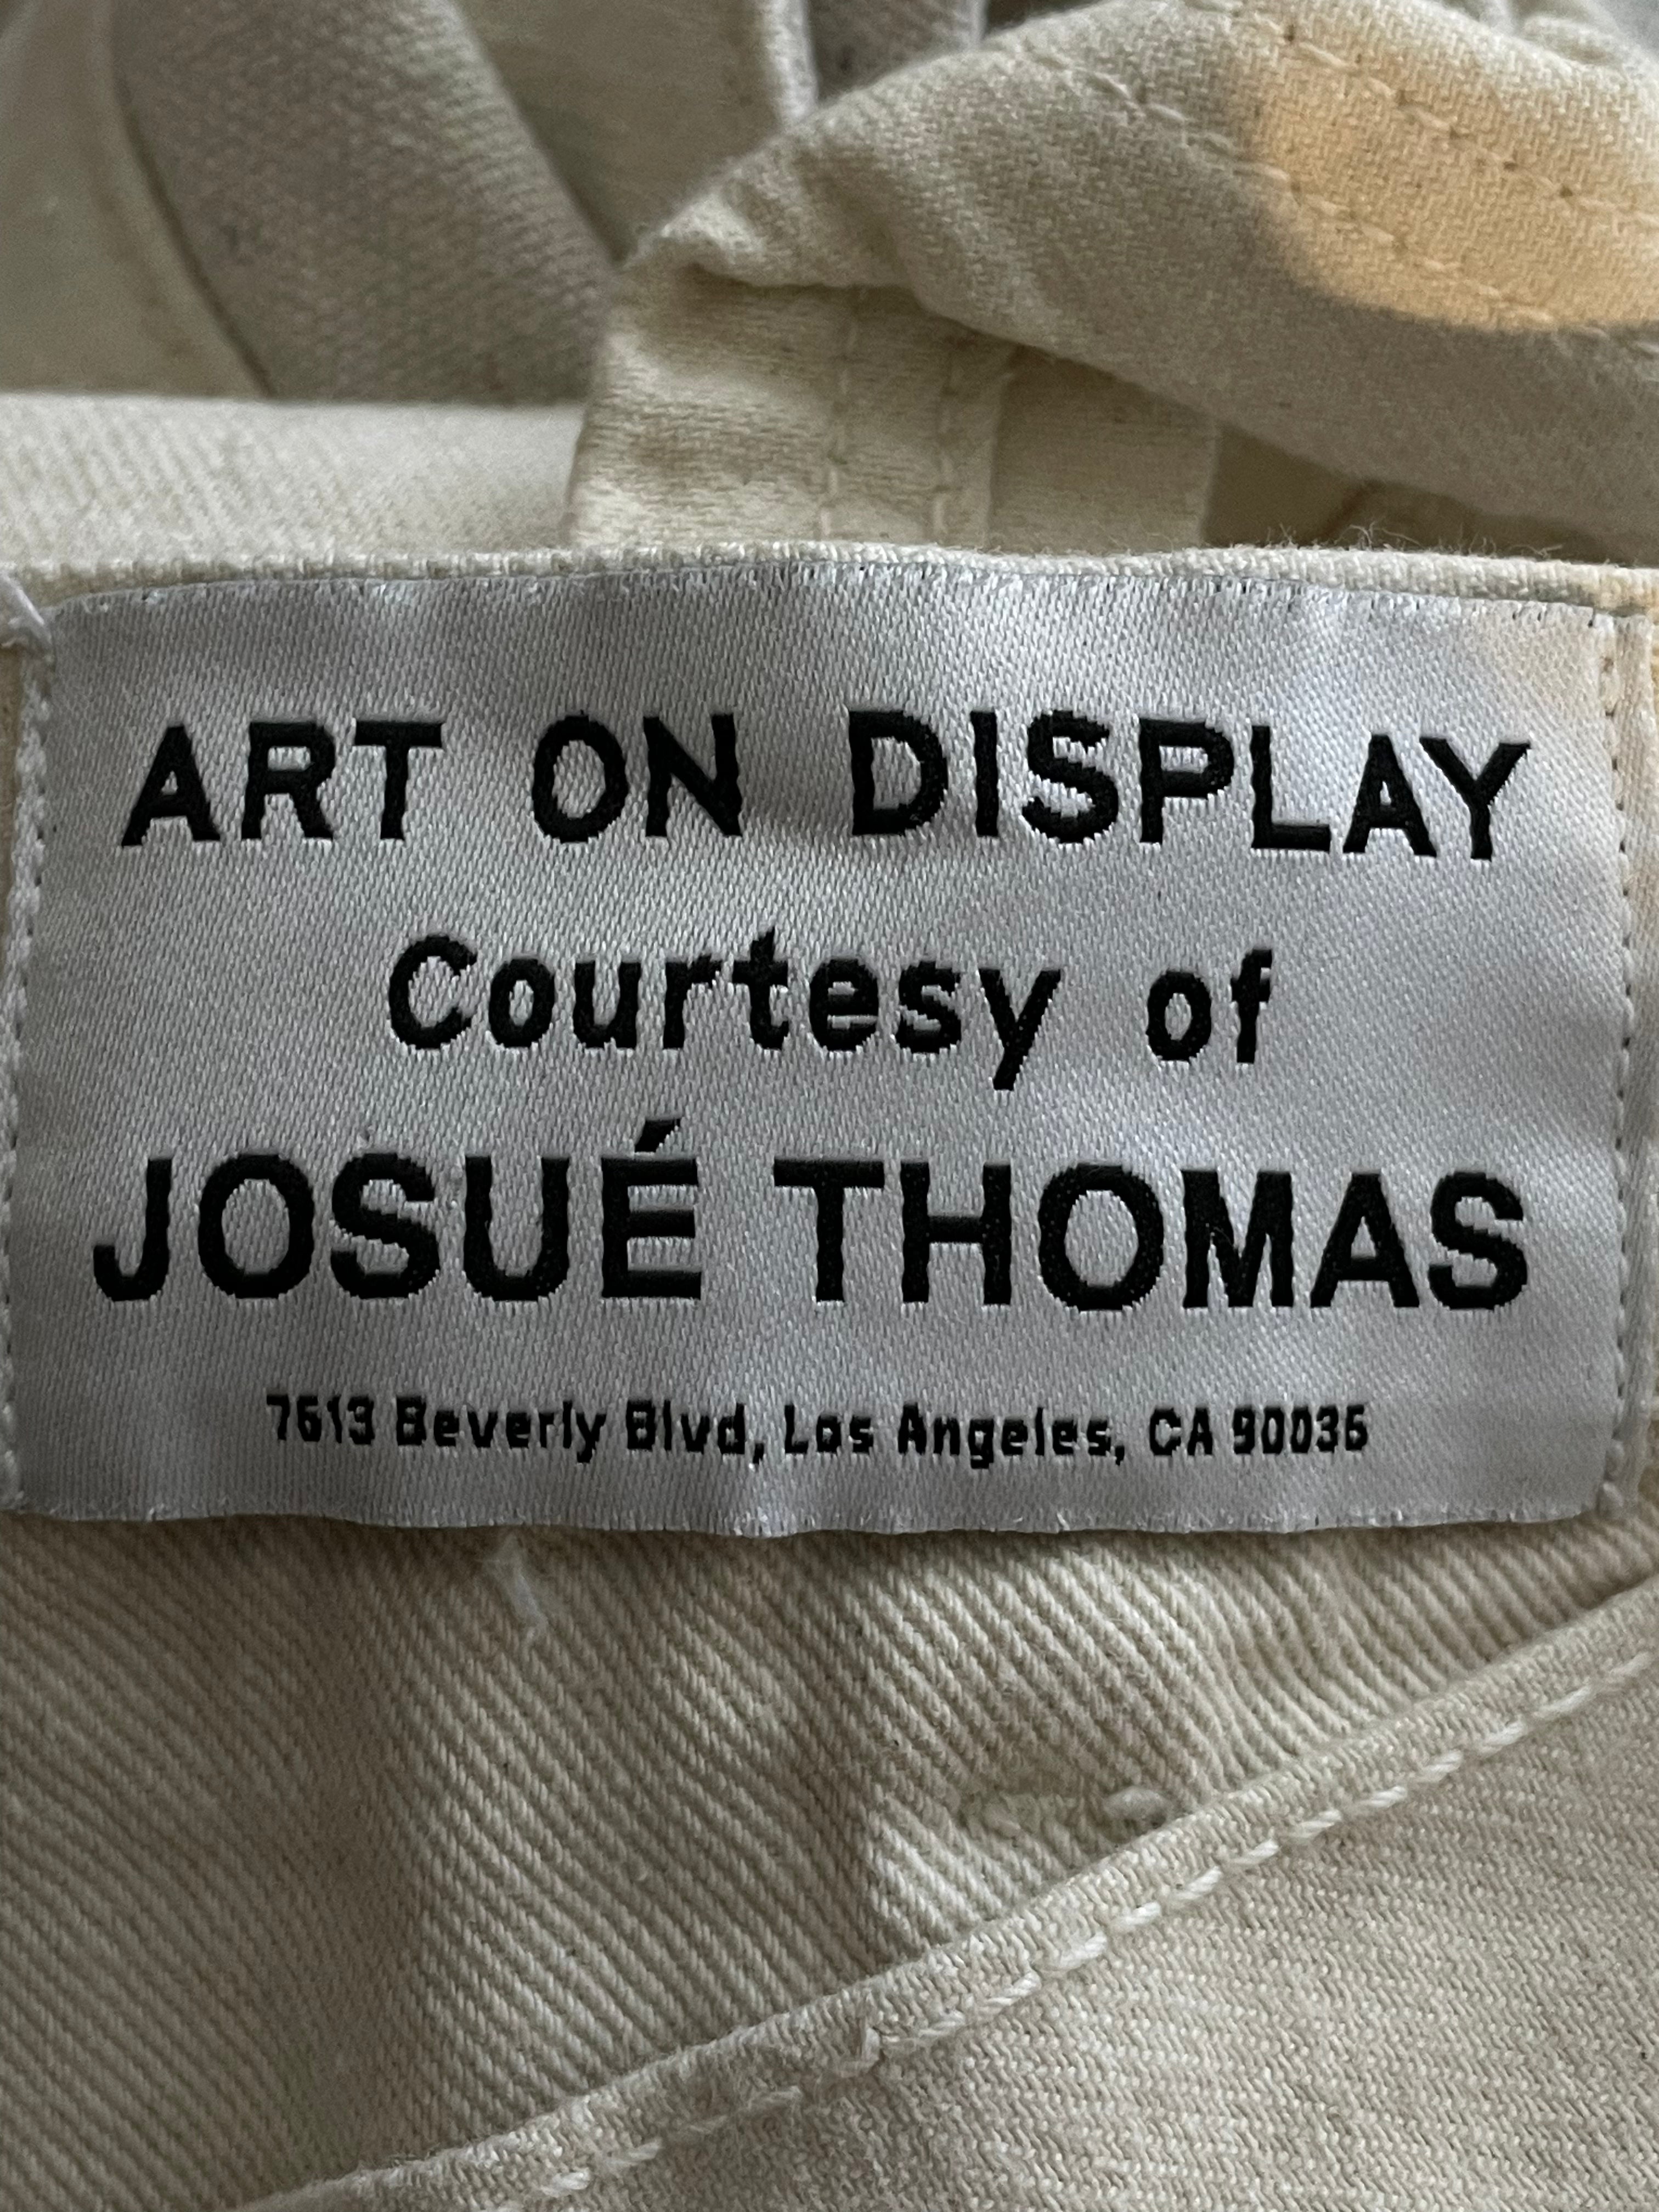 ART ON DISPLAY
Courtesy of
JOSUÉ THOMAS
7613 Beverly Blvd, Los Angeles, CA 90036